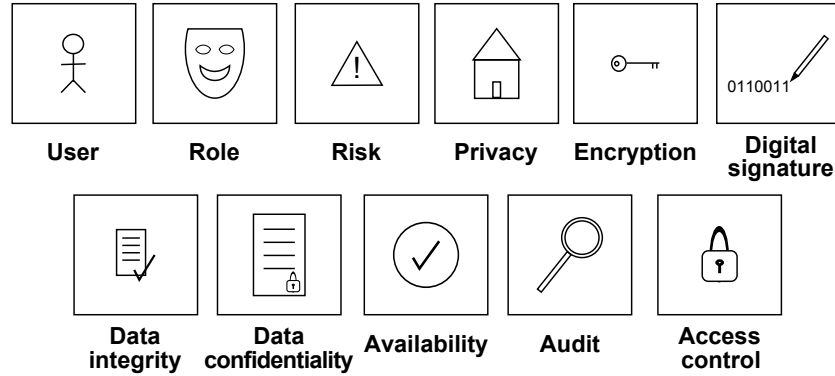 !
0110011
User
Role
Risk
Privacy
Encryption
Digital
signature
Data
integrity
Data
confidentiality
Availability
Audit
Access
control